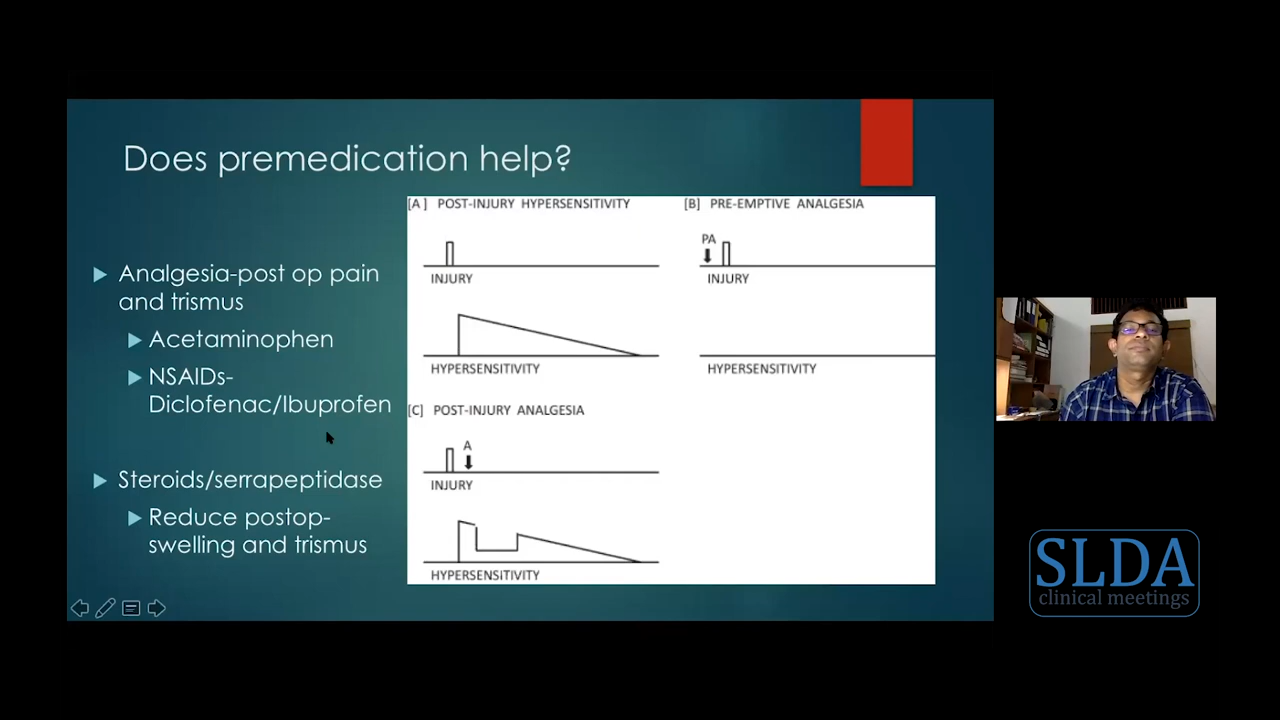 Does premedication help?
Analgesia-post op pain
and trismus
Acetaminophen
NSAIDs-
Diclofenac/Ibuprofen
Steroids/serrapeptidase
Reduce postop-
swelling and trismus
[A] POST-INJURY HYPERSENSITIVITY
INJURY
HYPERSENSITIVITY
[B] PRE-EMPTIVE ANALGESIA
PA
INJURY
HYPERSENSITIVITY
[C] POST-INJURY ANALGESIA
A
INJURY
HYPERSENSITIVITY
SLDA
clinical meetings